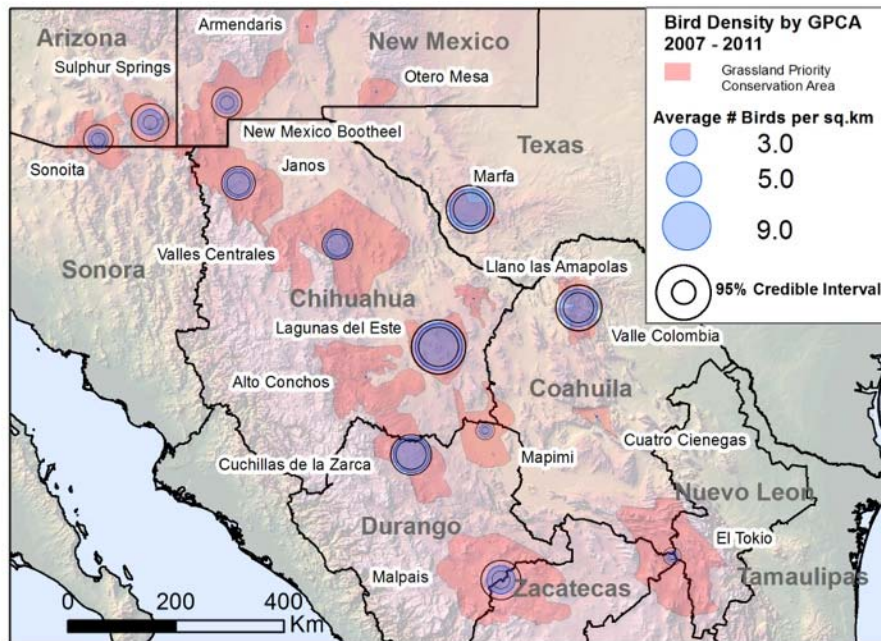 Arizona
Armendaris
New Mexico
Sulphur Springs
Otero Mesa
New Mexico Bootheel
Texas
Sonoita
Janos
Marfa
Sonora
Valles Centrales
Llano las Amapolas
Chihuahua
Lagunas del Este
Valle Colombia
Alto Conchos
Coahuila
Cuchillas de la Zarca
Mapimi
Cuatro Cienegas
Nuevo Leon
Durango
El Tokio
Malpais
Zacatecas
Tamaulipas
0 200 400
Km
Bird Density by GPCA
2007 - 2011
Grassland Priority
Conservation Area
Average # Birds per sq.km
3.0
5.0
9.0
95% Credible Interval